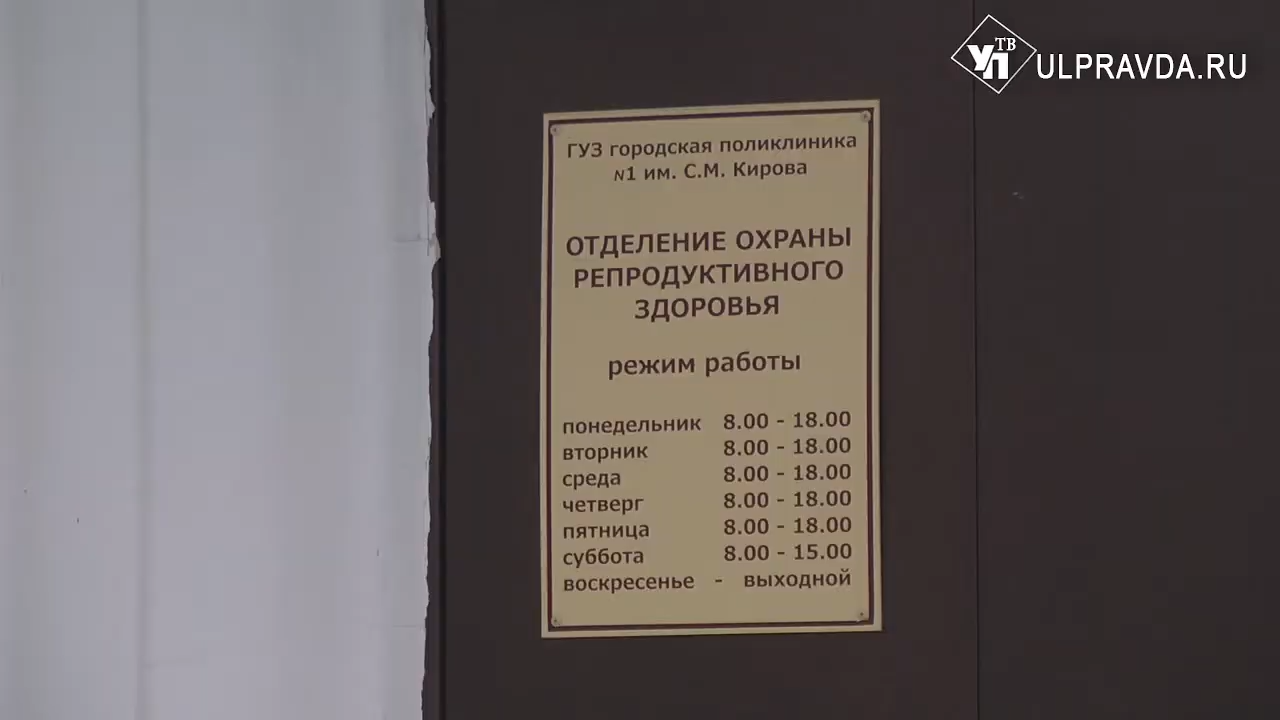 УП ТВ
ULPRAVDA.RU
ГУЗ городская поликлиника
N1 им. С.М. Кирова
ОТДЕЛЕНИЕ ОХРАНЫ
РЕПРОДУКТИВНОГО
ЗДОРОВЬЯ
режим работы
понедельник 8.00 - 18.00
вторник 8.00 - 18.00
среда 8.00 - 18.00
четверг 8.00 - 18.00
пятница 8.00 - 18.00
суббота 8.00 - 15.00
воскресенье - выходной